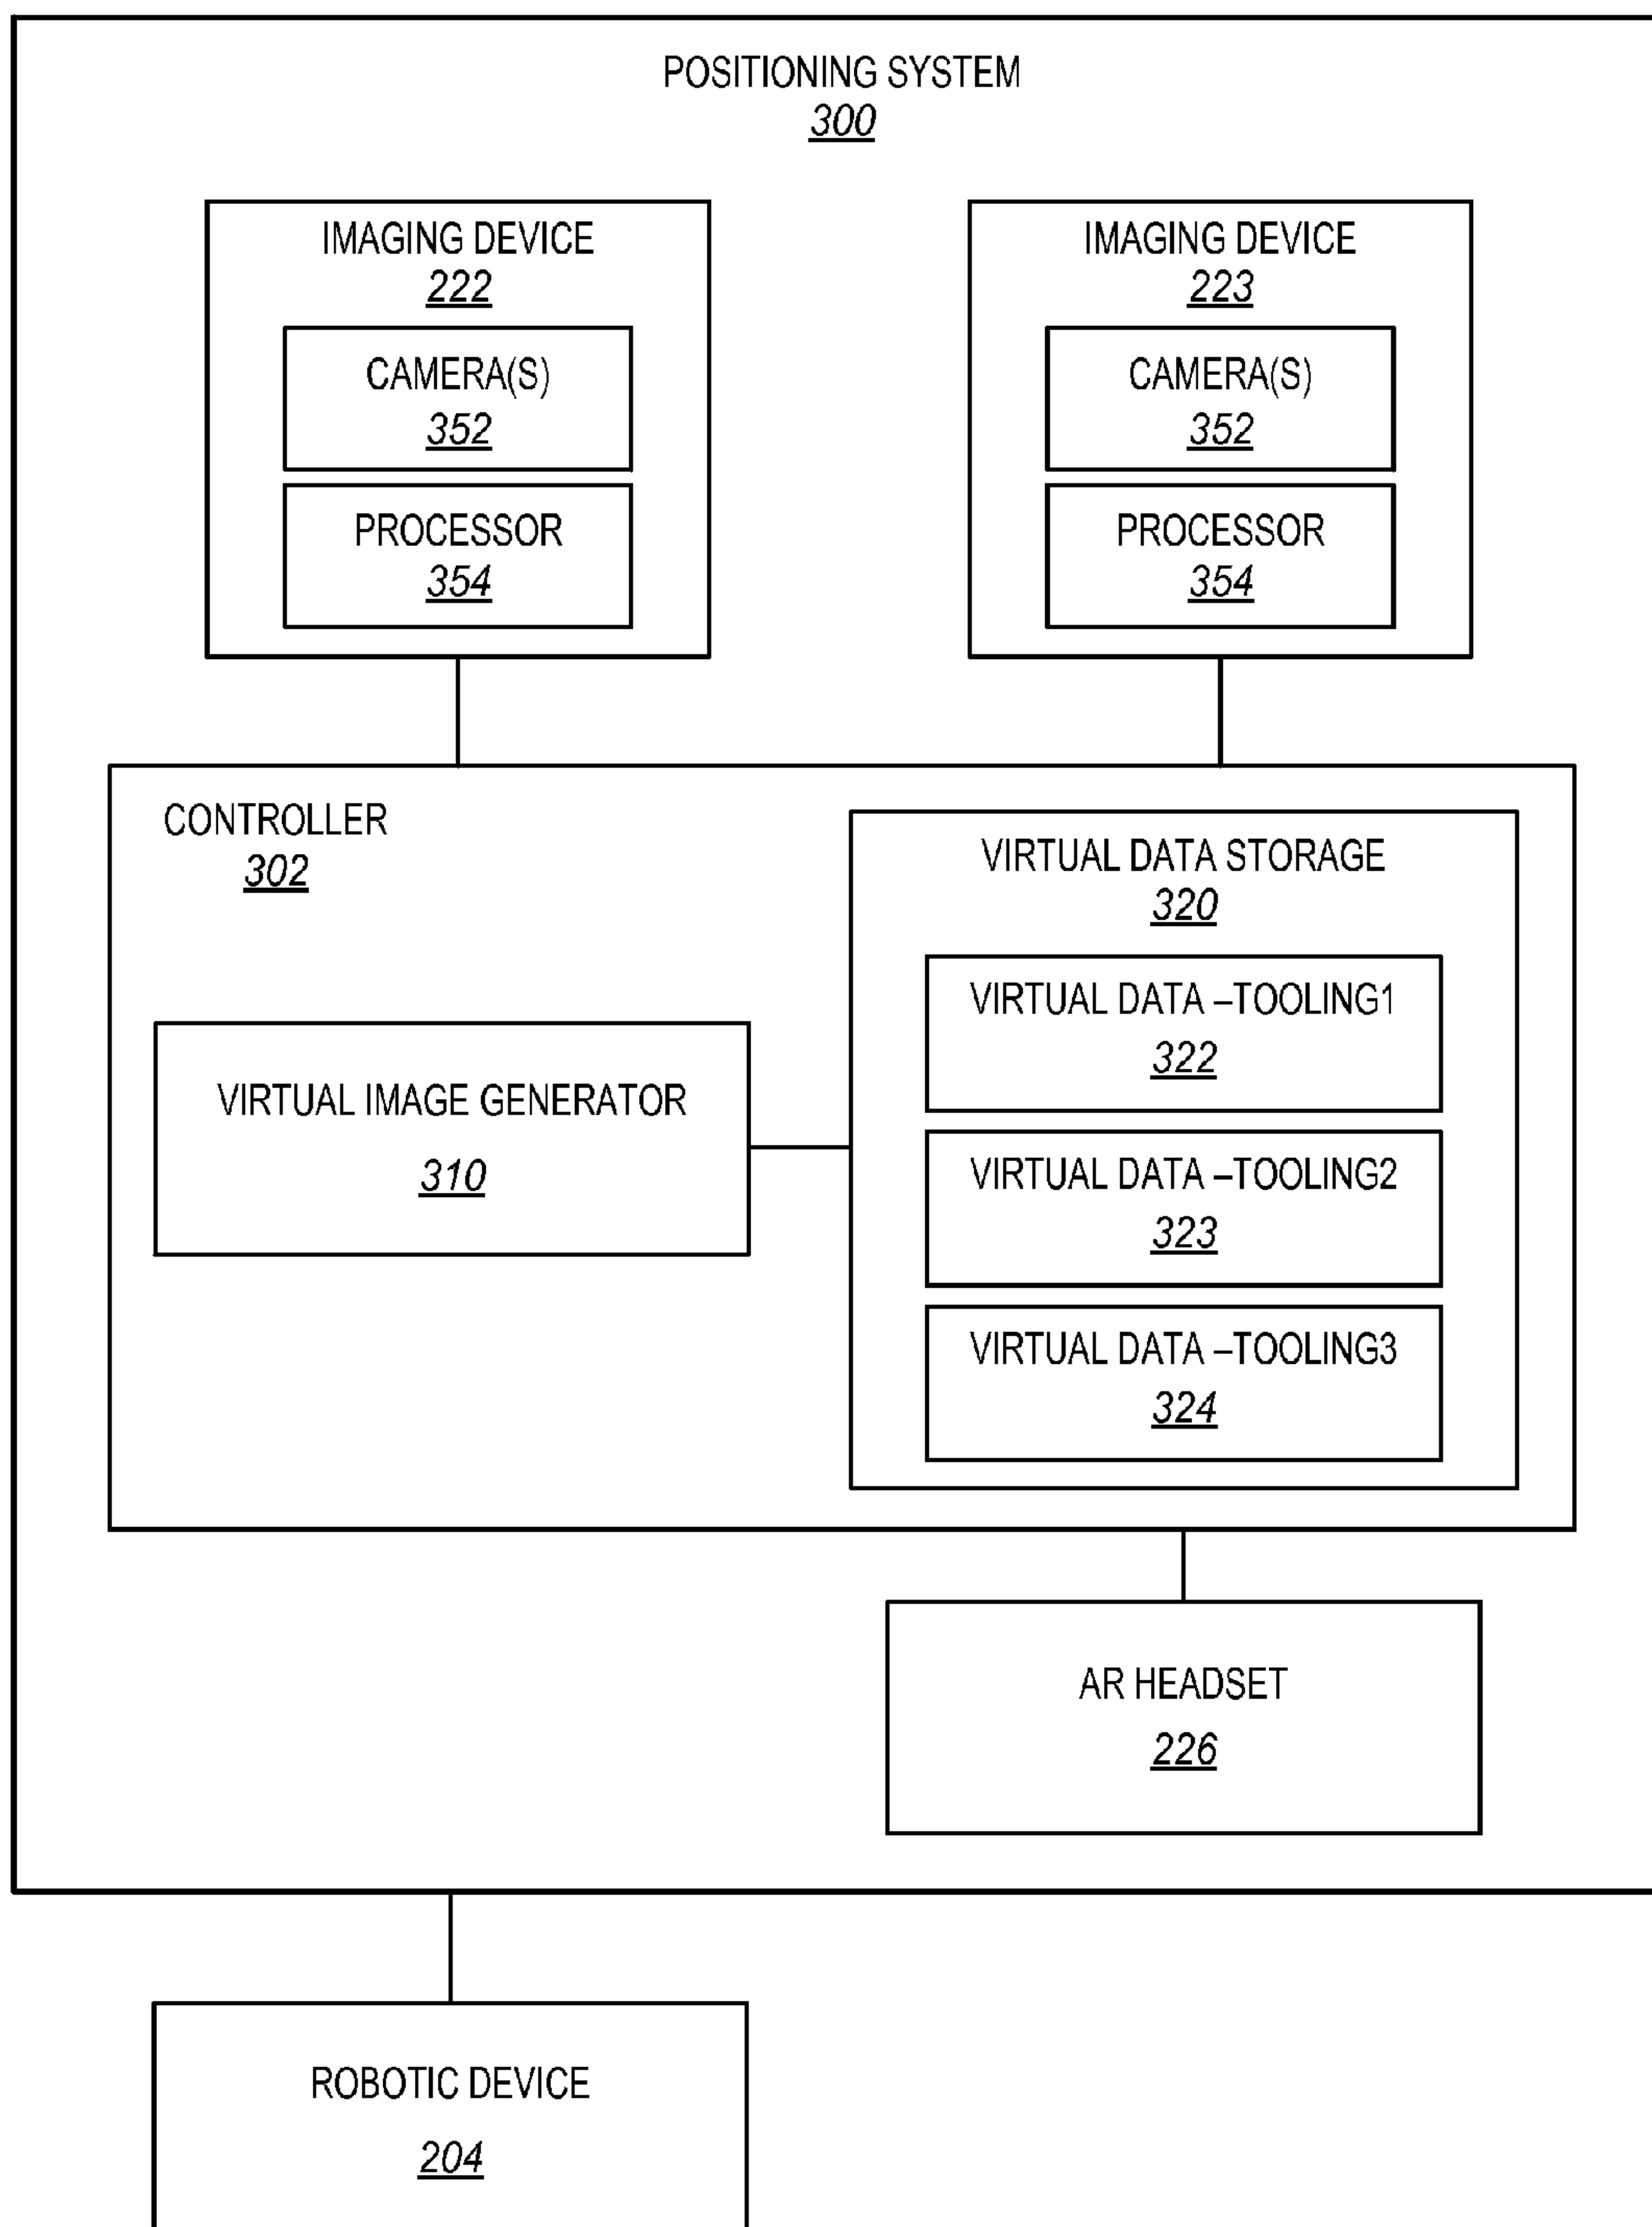 POSITIONING SYSTEM
300
IMAGING DEVICE
222
CAMERA(S)
352
PROCESSOR
354
IMAGING DEVICE
223
CAMERA(S)
352
PROCESSOR
354
CONTROLLER
302
VIRTUAL IMAGE GENERATOR
310
VIRTUAL DATA STORAGE
320
VIRTUAL DATA –TOOLING1
322
VIRTUAL DATA –TOOLING2
323
VIRTUAL DATA –TOOLING3
324
AR HEADSET
226
ROBOTIC DEVICE
204